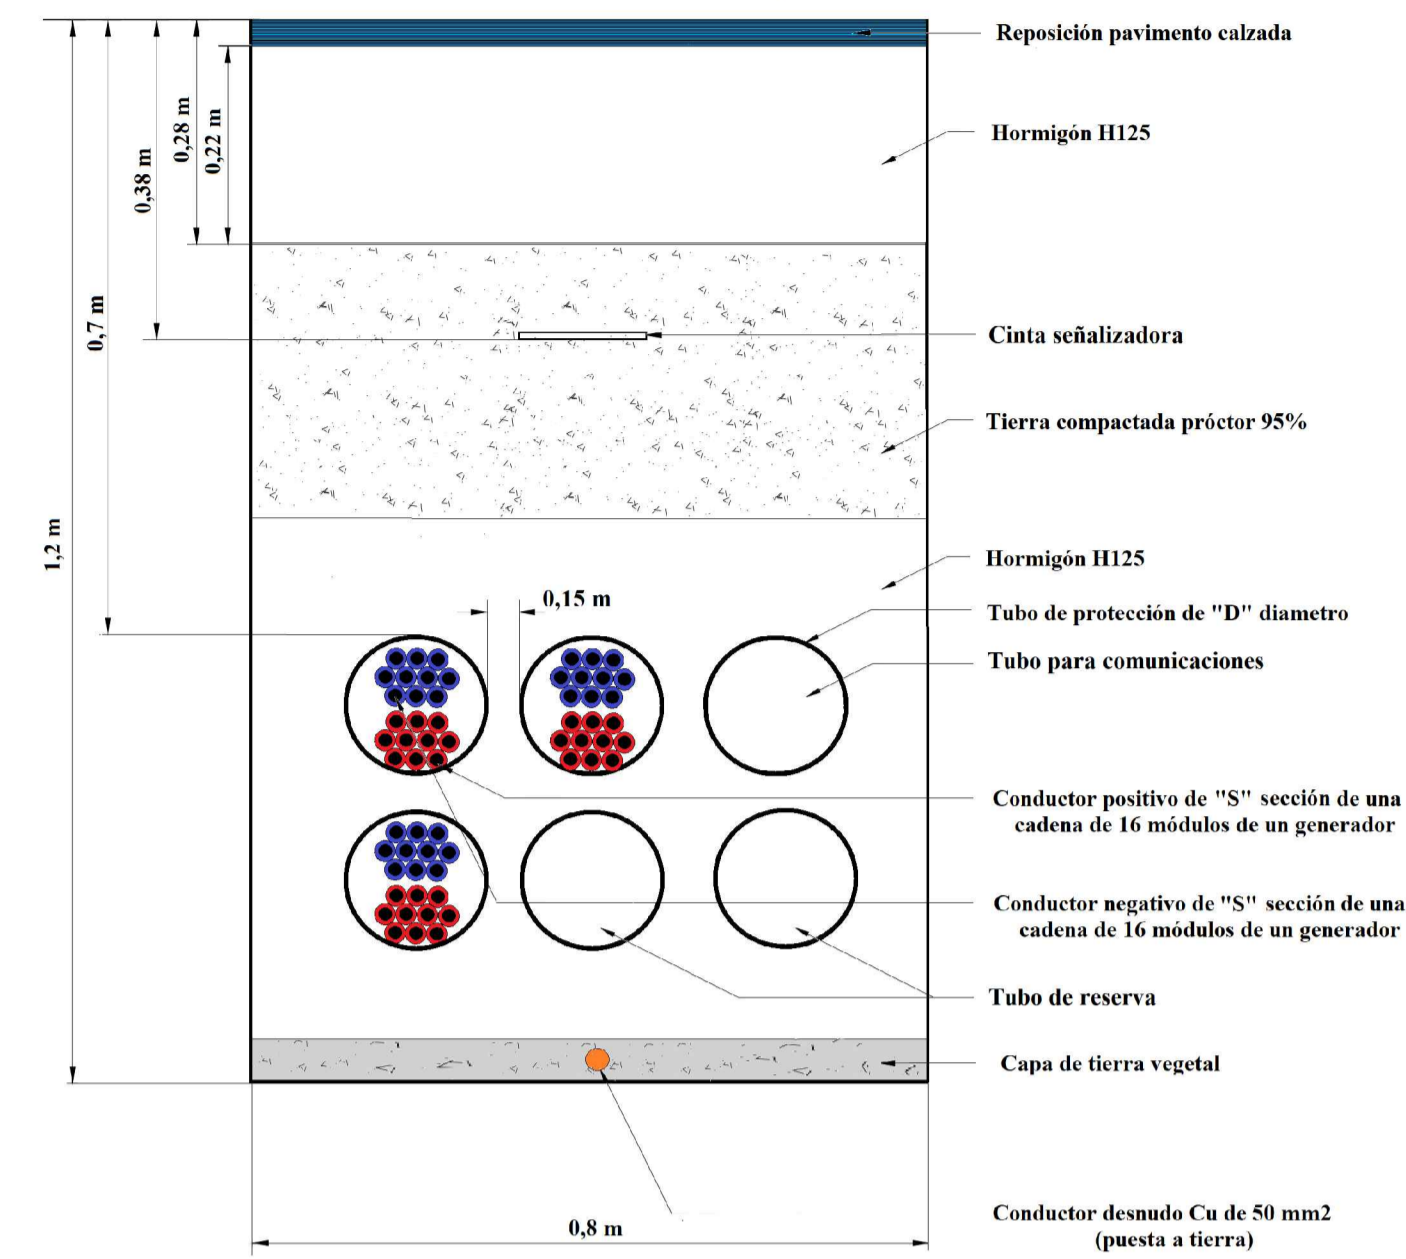 Reposición pavimento calzada
0,28 m
0,22 m
Hormigón H125
0,38 m
0,7 m
Cinta señalizadora
Tierra compactada próctor 95%
1,2 m
Hormigón H125
0,15 m
Tubo de protección de "D" diametro
Tubo para comunicaciones
Conductor positivo de "S" sección de una
cadena de 16 módulos de un generador
Conductor negativo de "S" sección de una
cadena de 16 módulos de un generador
Tubo de reserva
Capa de tierra vegetal
Conductor desnudo Cu de 50 mm2
(puesta a tierra)
0,8 m